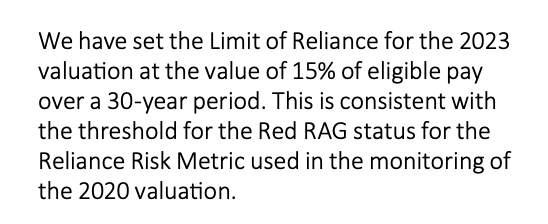 We have set the Limit of Reliance for the 2023
valuation at the value of 15% of eligible pay
over a 30-year period. This is consistent with
the threshold for the Red RAG status for the
Reliance Risk Metric used in the monitoring of
the 2020 valuation.